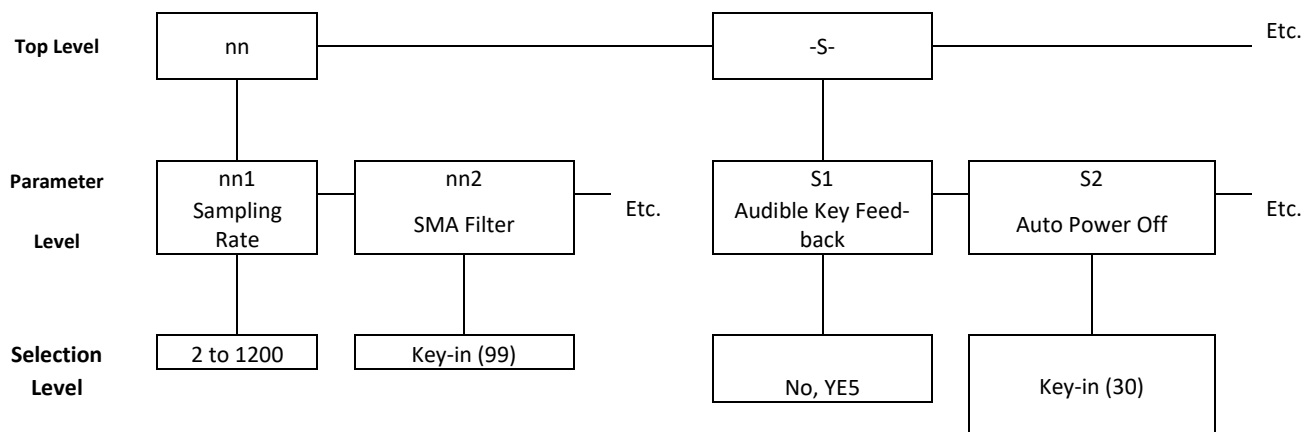 Top Level
nn
-S-
Etc.
Parameter
Level
nn1
Sampling
Rate
nn2
SMA Filter
Etc.
S1
Audible Key Feed-
back
S2
Auto Power Off
Etc.
Selection
Level
2 to 1200
Key-in (99)
No, YE5
Key-in (30)